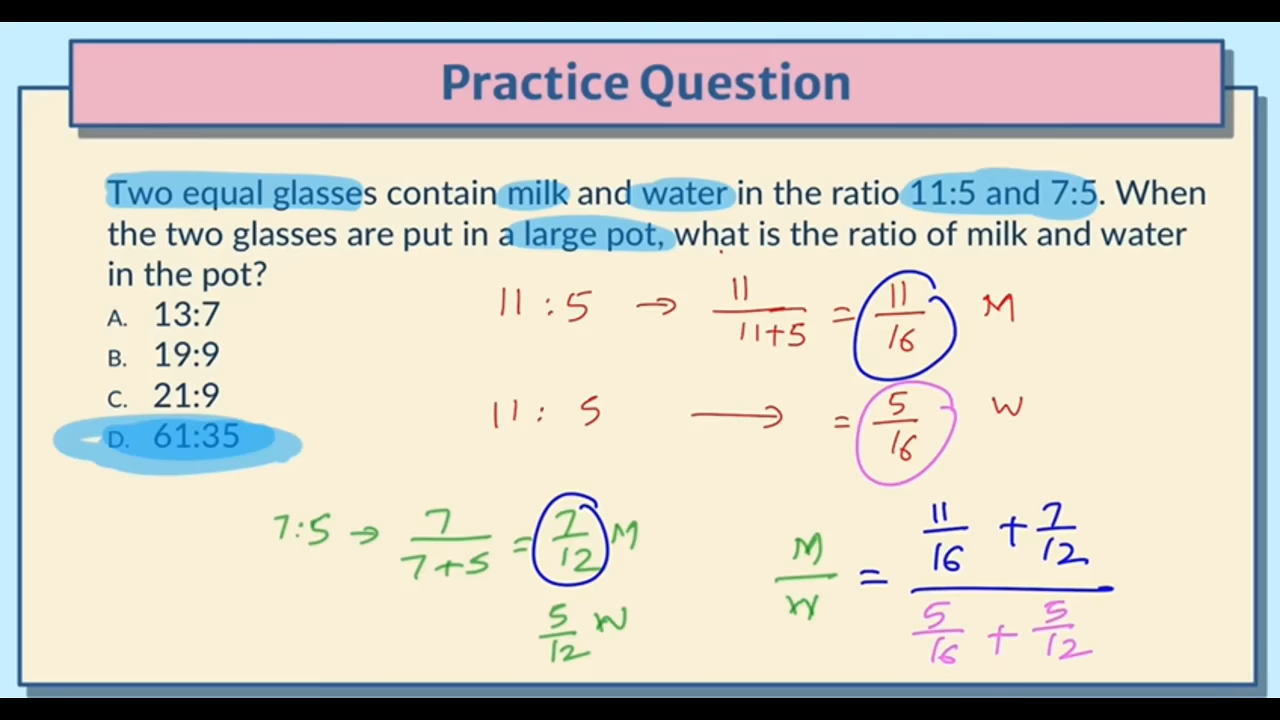 Practice Question
Two equal glasses contain milk and water in the ratio 11:5 and 7:5. When
the two glasses are put in a large pot, what is the ratio of milk and water
in the pot?
A. 13:7
B. 19:9
C. 21:9
D. 61:35
11 : 5 → 11/11+5 = 11/16 M
11 : 5 → = 5/16 W
7:5 → 7/7+5 = 7/12 M
5/12 W
M/W = 11/16 + 7/12 / 5/16 + 5/12